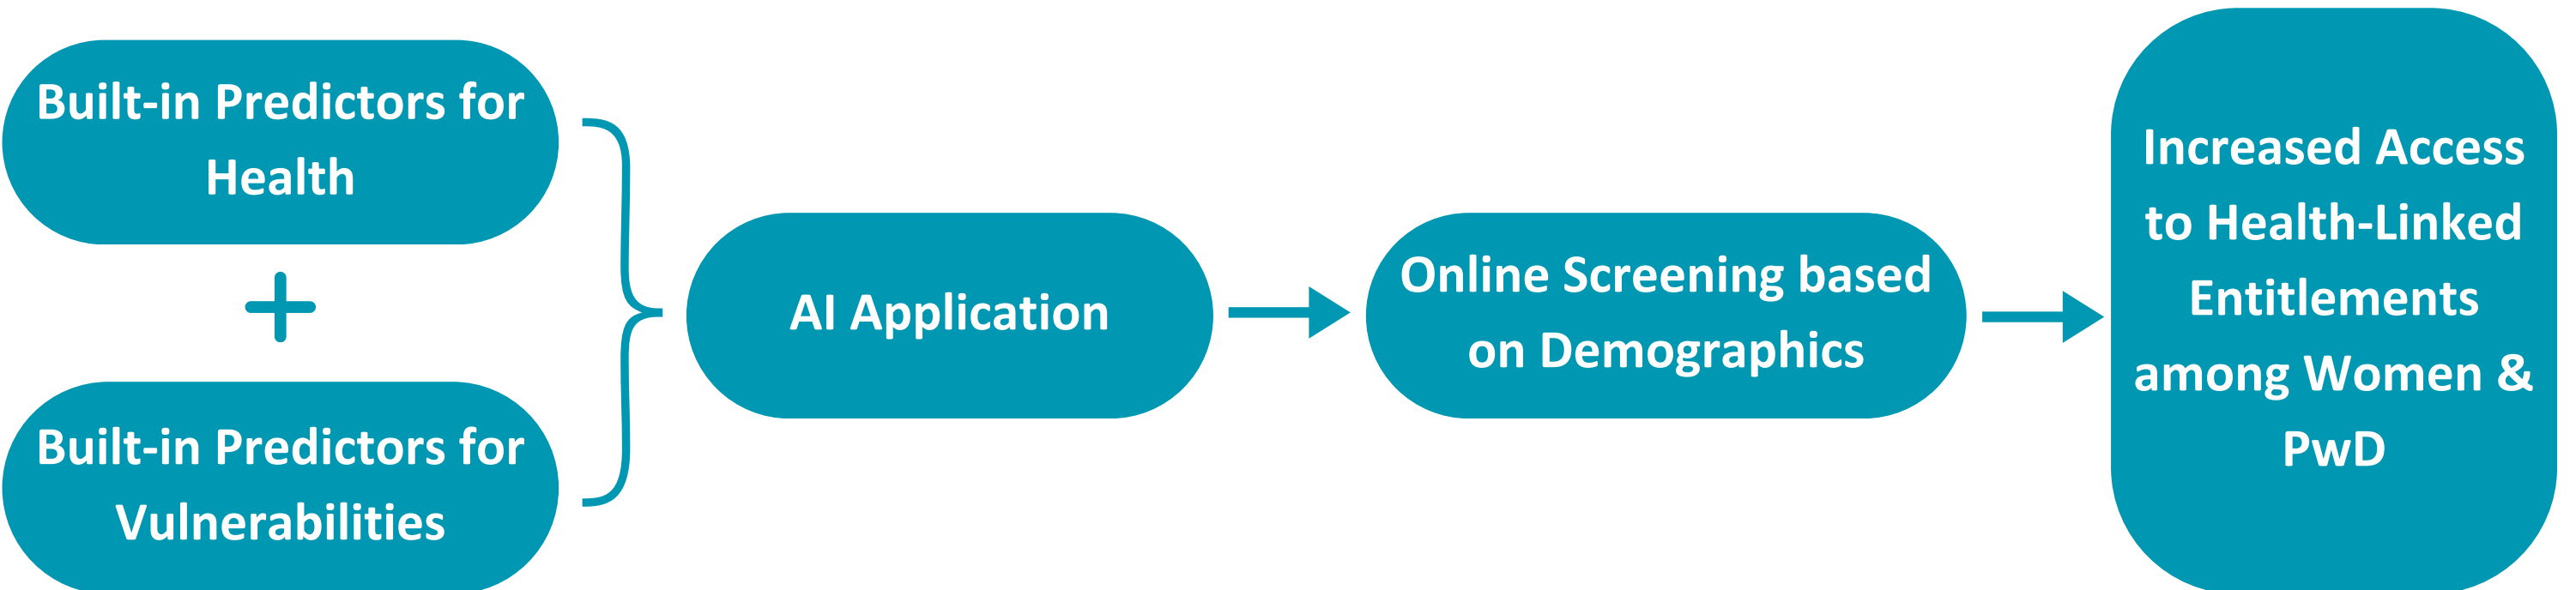 Built-in Predictors for
Health
+
Built-in Predictors for
Vulnerabilities
AI Application
Online Screening based
on Demographics
Increased Access
to Health-Linked
Entitlements
among Women &
PwD